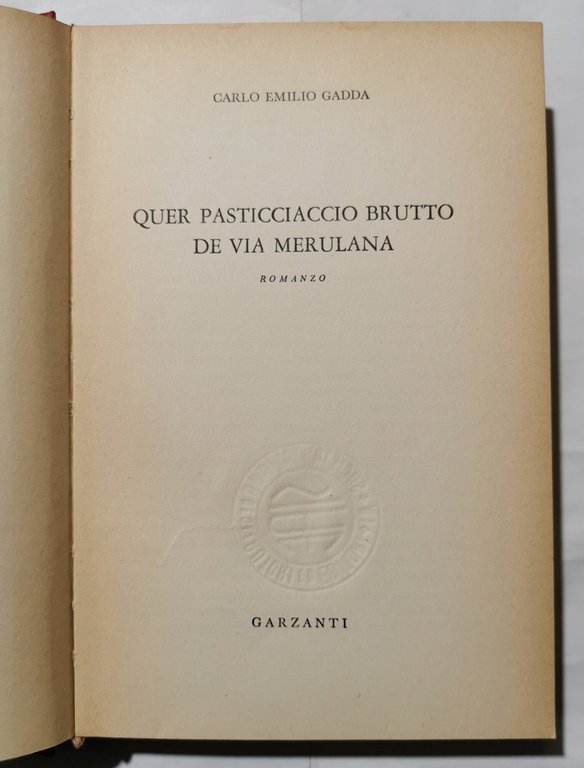 CARLO EMILIO GADDA
QUER PASTICCIACCIO BRUTTO
DE VIA MERULANA
ROMANZO
GARZANTI